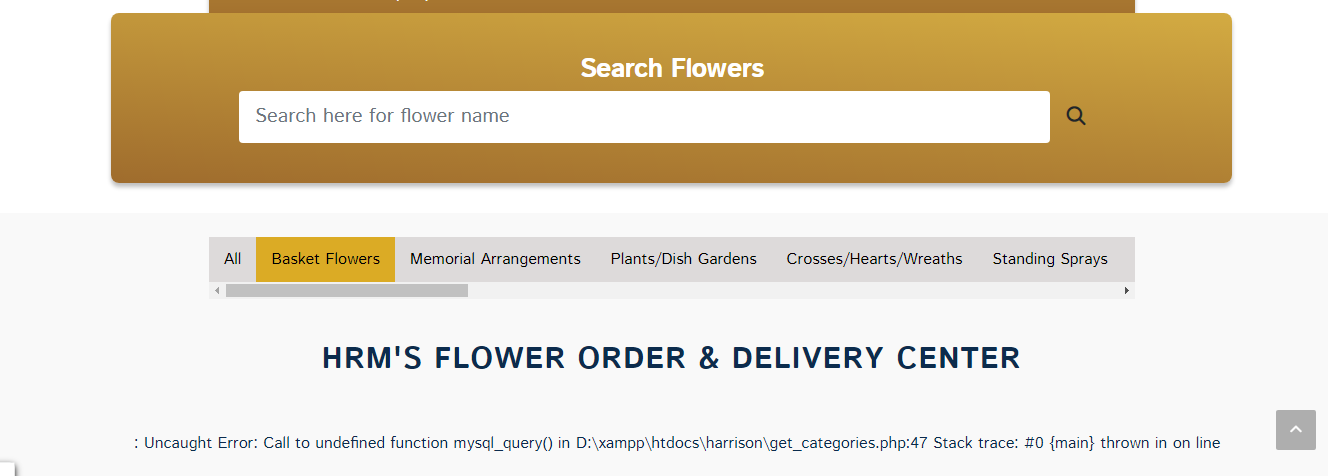 Search Flowers
Search here for flower name
All Basket Flowers Memorial Arrangements Plants/Dish Gardens Crosses/Hearts/Wreaths Standing Sprays
HRM'S FLOWER ORDER & DELIVERY CENTER
: Uncaught Error: Call to undefined function mysql_query() in D:\xampp\htdocs\harrison\get_categories.php:47 Stack trace: #0 {main} thrown in on line